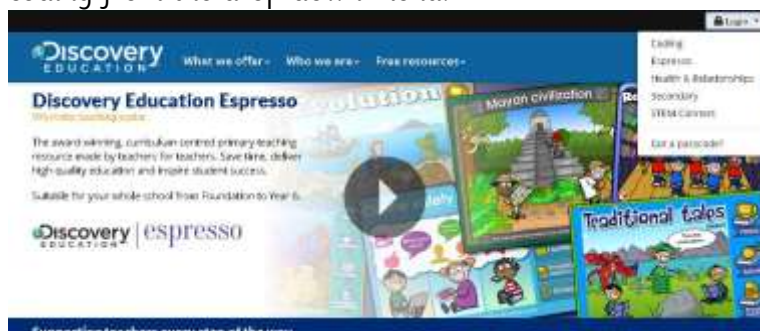 Login
Coding
Espresso
Health & Relationships
Secondary
STEM Connect
Got a passcode?
Discovery
EDUCATION
What we offer
Who we are
Free resources
Discovery Education Espresso
The award winning, curriculum centred primary teaching
resource made by teachers for teachers. Save time, deliver
high quality education and inspire student success.
Suitable for your whole school from Foundation to Year 6.
Discovery
EDUCATION
espresso
Evolution
Mayan civilization
Traditional tales
Supporting teachers every step of the way